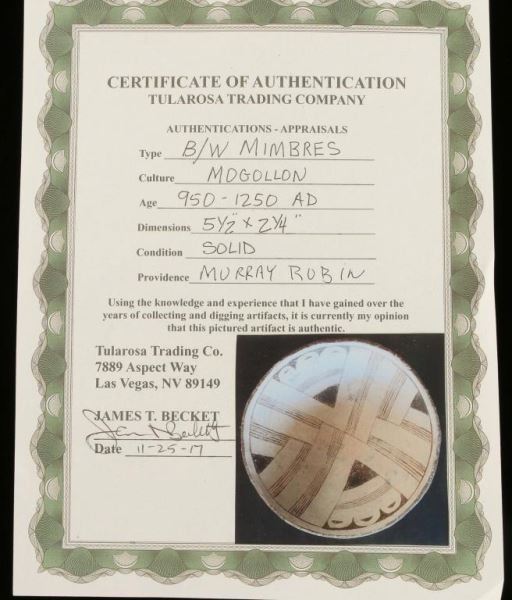 CERTIFICATE OF AUTHENTICATION
TULAROSA TRADING COMPANY
AUTHENTICATIONS - APPRAISALS
Type B/W MIMBRES
Culture MOGOLLON
Age 950-1250 AD
Dimensions 5 1/2" x 2 1/4"
Condition SOLID
Providence MURRAY RUBIN
Using the knowledge and experience that I have gained over the
years of collecting and digging artifacts, it is currently my opinion
that this pictured artifact is authentic.
Tularosa Trading Co.
7889 Aspect Way
Las Vegas, NV 89149
JAMES T. BECKET
Date 11-25-17